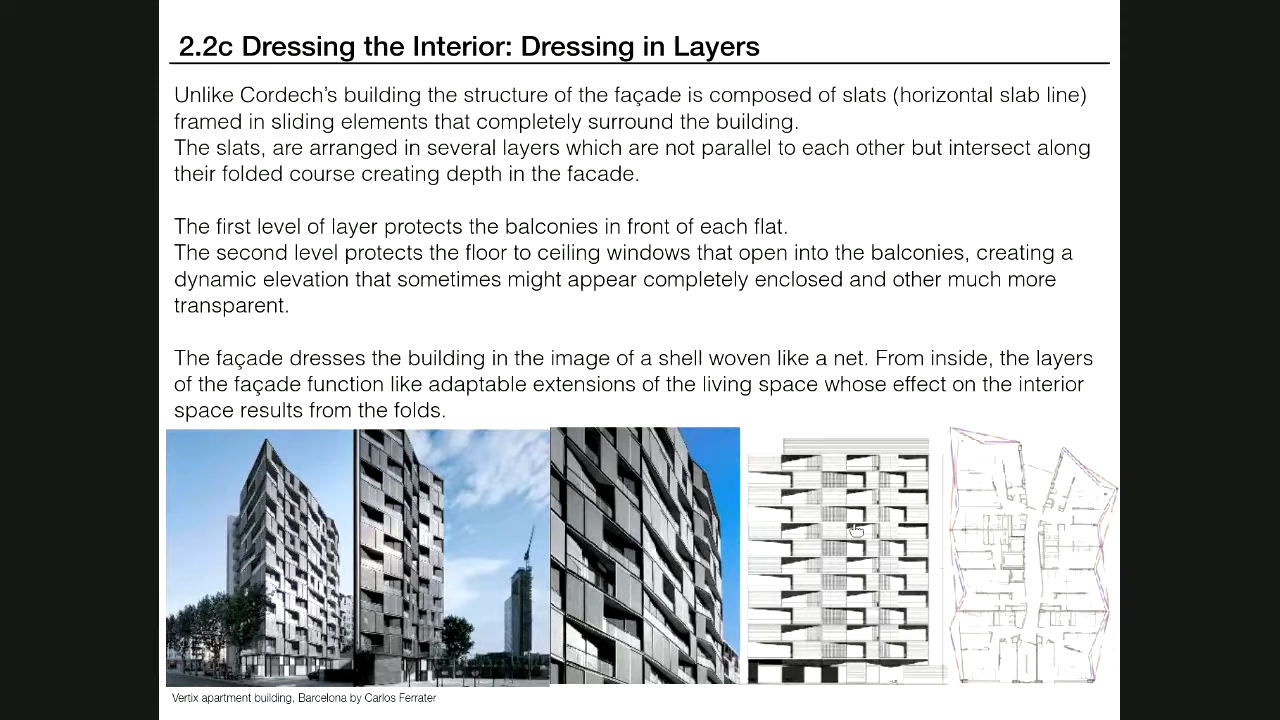 2.2c Dressing the Interior: Dressing in Layers
Unlike Cordech's building the structure of the façade is composed of slats (horizontal slab line)
framed in sliding elements that completely surround the building.
The slats, are arranged in several layers which are not parallel to each other but intersect along
their folded course creating depth in the facade.
The first level of layer protects the balconies in front of each flat.
The second level protects the floor to ceiling windows that open into the balconies, creating a
dynamic elevation that sometimes might appear completely enclosed and other much more
transparent.
The façade dresses the building in the image of a shell woven like a net. From inside, the layers
of the façade function like adaptable extensions of the living space whose effect on the interior
space results from the folds.
Vertix apartment building, Barcelona by Carlos Ferrater